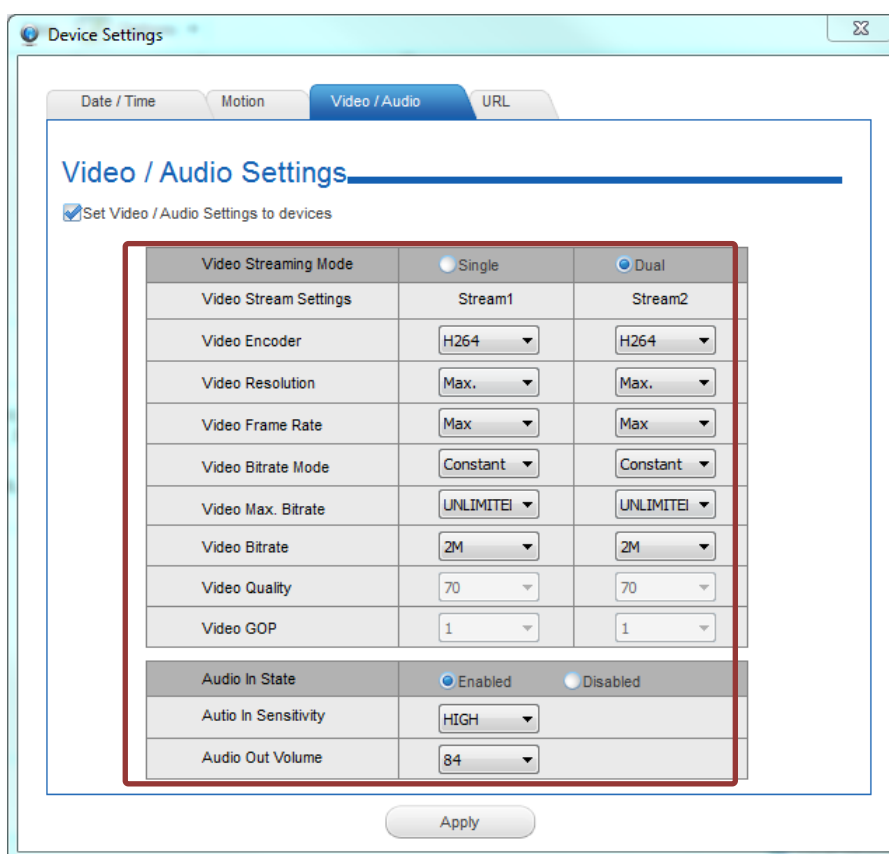 Device Settings
Date / Time Motion Video / Audio URL
Video / Audio Settings
Set Video / Audio Settings to devices
Video Streaming Mode Single Dual
Video Stream Settings Stream1 Stream2
Video Encoder H264 H264
Video Resolution Max. Max.
Video Frame Rate Max Max
Video Bitrate Mode Constant Constant
Video Max. Bitrate UNLIMITEI UNLIMITEI
Video Bitrate 2M 2M
Video Quality 70 70
Video GOP 1 1
Audio In State Enabled Disabled
Autio In Sensitivity HIGH
Audio Out Volume 84
Apply